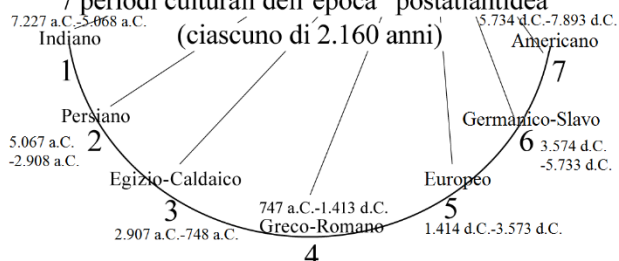 7 periodi culturali dell'epoca postatlantidea
(ciascuno di 2.160 anni)
7.227 a.C.-5.068 a.C.
Indiano
1
Persiano
5.067 a.C.
-2.908 a.C.
2
Egizio-Caldaico
3
2.907 a.C.-748 a.C.
747 a.C.-1.413 d.C.
Greco-Romano
4
Europeo
5
1.414 d.C.-3.573 d.C.
Germanico-Slavo
6
3.574 d.C.
-5.733 d.C.
5.734 d.C.-7.893 d.C.
Americano
7